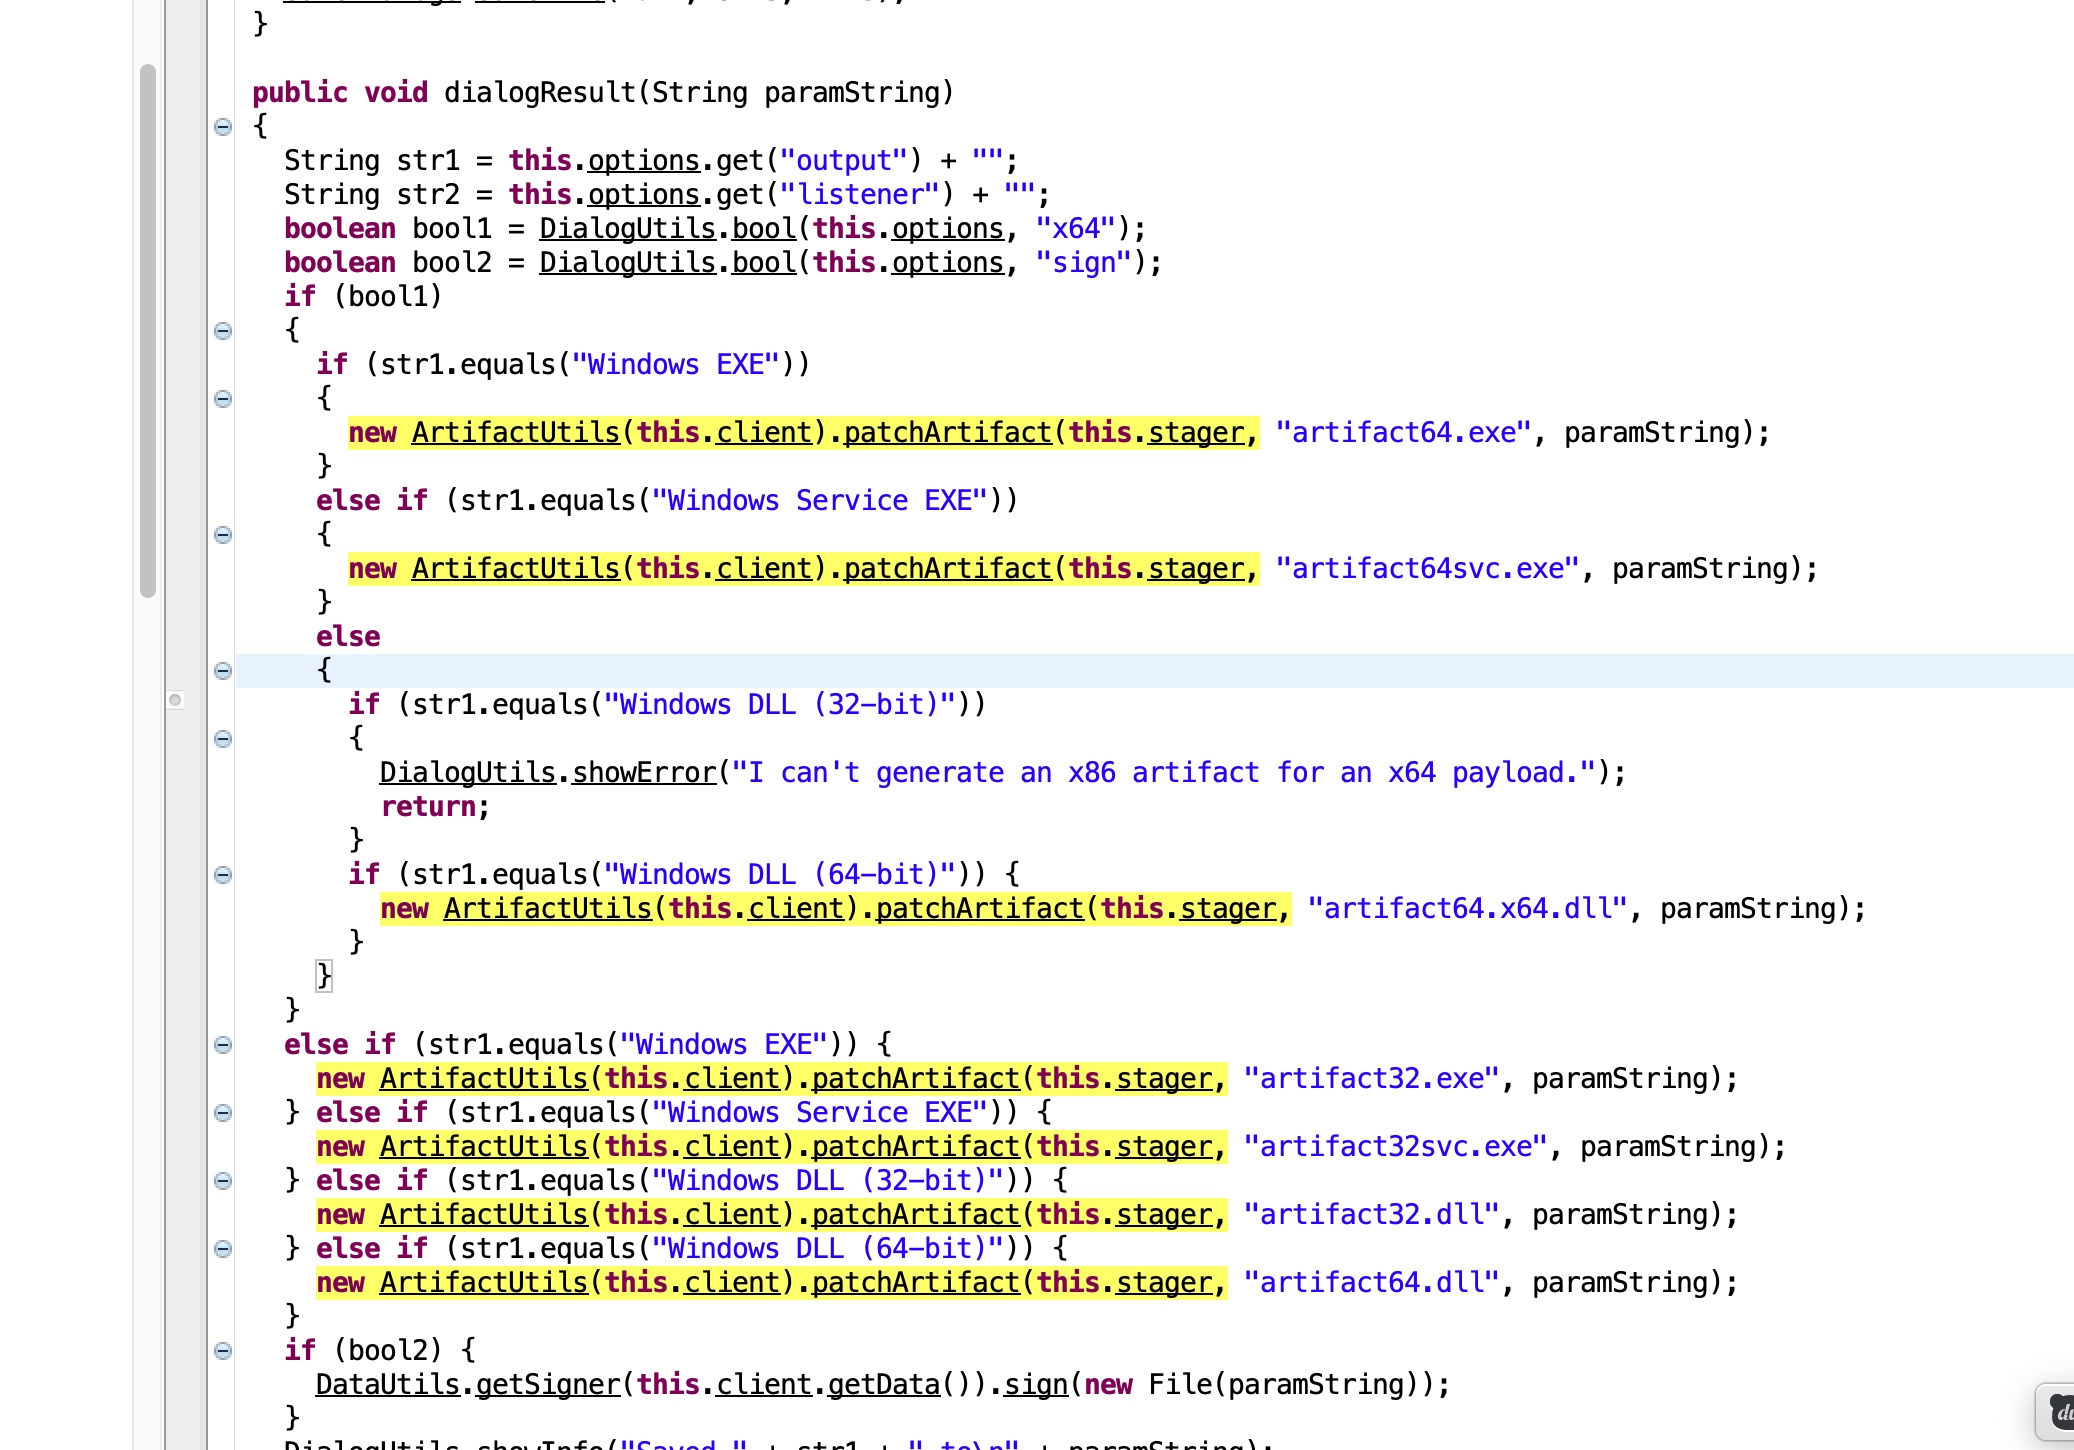 }
public void dialogResult(String paramString)
{
String str1 = this.options.get("output") + "";
String str2 = this.options.get("listener") + "";
boolean bool1 = DialogUtils.bool(this.options, "x64");
boolean bool2 = DialogUtils.bool(this.options, "sign");
if (bool1)
{
if (str1.equals("Windows EXE"))
{
new ArtifactUtils(this.client).patchArtifact(this.stager, "artifact64.exe", paramString);
}
else if (str1.equals("Windows Service EXE"))
{
new ArtifactUtils(this.client).patchArtifact(this.stager, "artifact64svc.exe", paramString);
}
else
{
if (str1.equals("Windows DLL (32-bit)"))
{
DialogUtils.showError("I can't generate an x86 artifact for an x64 payload.");
return;
}
if (str1.equals("Windows DLL (64-bit)")) {
new ArtifactUtils(this.client).patchArtifact(this.stager, "artifact64.x64.dll", paramString);
}
}
}
else if (str1.equals("Windows EXE")) {
new ArtifactUtils(this.client).patchArtifact(this.stager, "artifact32.exe", paramString);
} else if (str1.equals("Windows Service EXE")) {
new ArtifactUtils(this.client).patchArtifact(this.stager, "artifact32svc.exe", paramString);
} else if (str1.equals("Windows DLL (32-bit)")) {
new ArtifactUtils(this.client).patchArtifact(this.stager, "artifact32.dll", paramString);
} else if (str1.equals("Windows DLL (64-bit)")) {
new ArtifactUtils(this.client).patchArtifact(this.stager, "artifact64.dll", paramString);
}
if (bool2) {
DataUtils.getSigner(this.client.getData()).sign(new File(paramString));
}
DialogUtils.showInfo("Saved " + str1 + " to\n" + paramString);